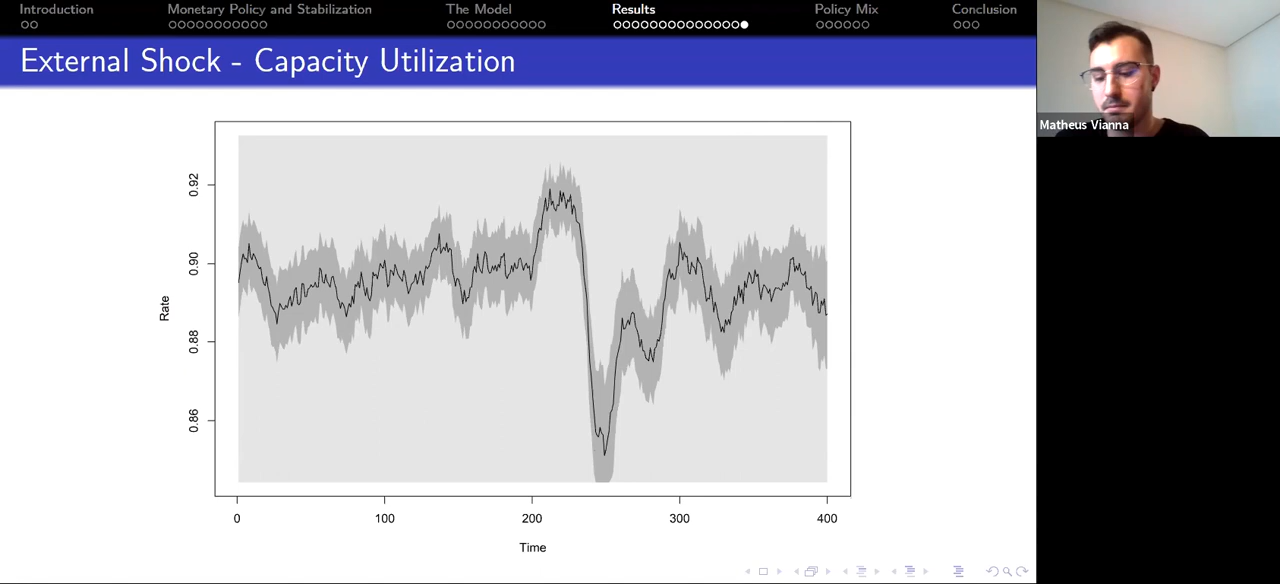 Introduction
Monetary Policy and Stabilization
The Model
Results
Policy Mix
Conclusion
External Shock - Capacity Utilization
Matheus Vianna
0.92
0.90
0.88
0.86
Rate
0
100
200
300
400
Time